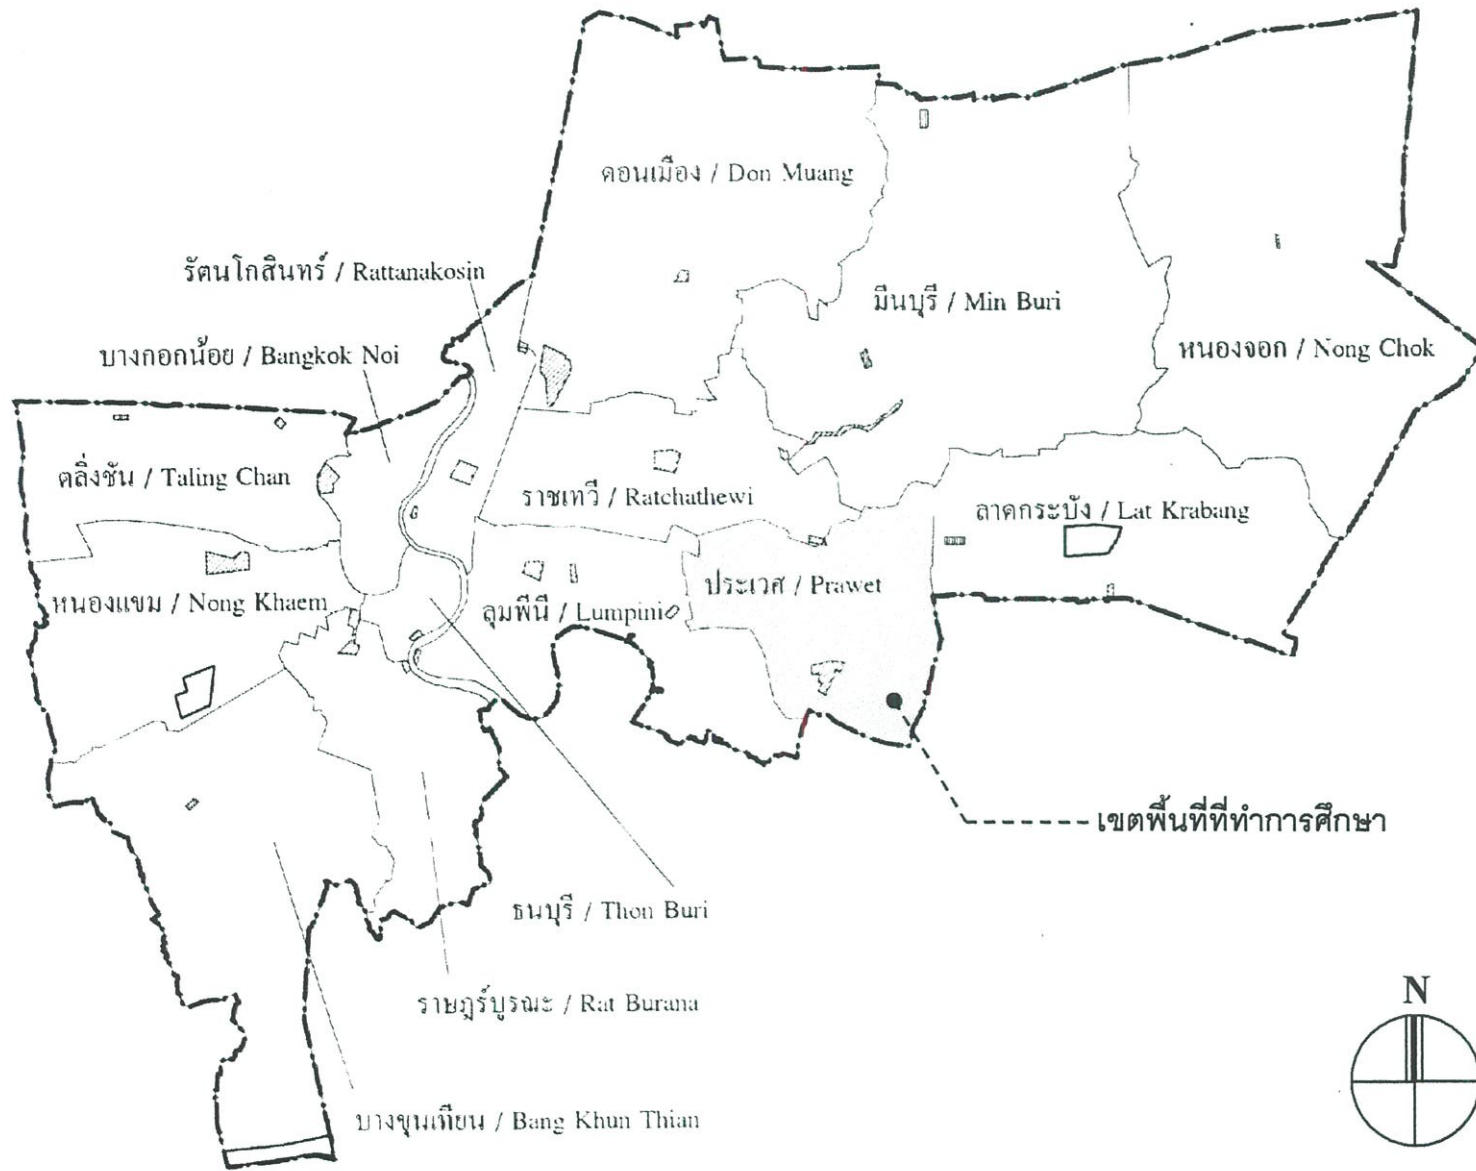 ดอนเมือง / Don Muang
รัตนโกสินทร์ / Rattanakosin
มีนบุรี / Min Buri
บางกอกน้อย / Bangkok Noi
หนองจอก / Nong Chok
ตลิ่งชัน / Taling Chan
ราชเทวี / Ratchathewi
ลาดกระบัง / Lat Krabang
ประเวศ / Prawet
หนองแขม / Nong Khaem
ลุมพีนี / Lumpini
เขตพื้นที่ที่ทำการศึกษา
ธนบุรี / Thon Buri
ราษฎร์บูรณะ / Rat Burana
N
บางขุนเทียน / Bang Khun Thian